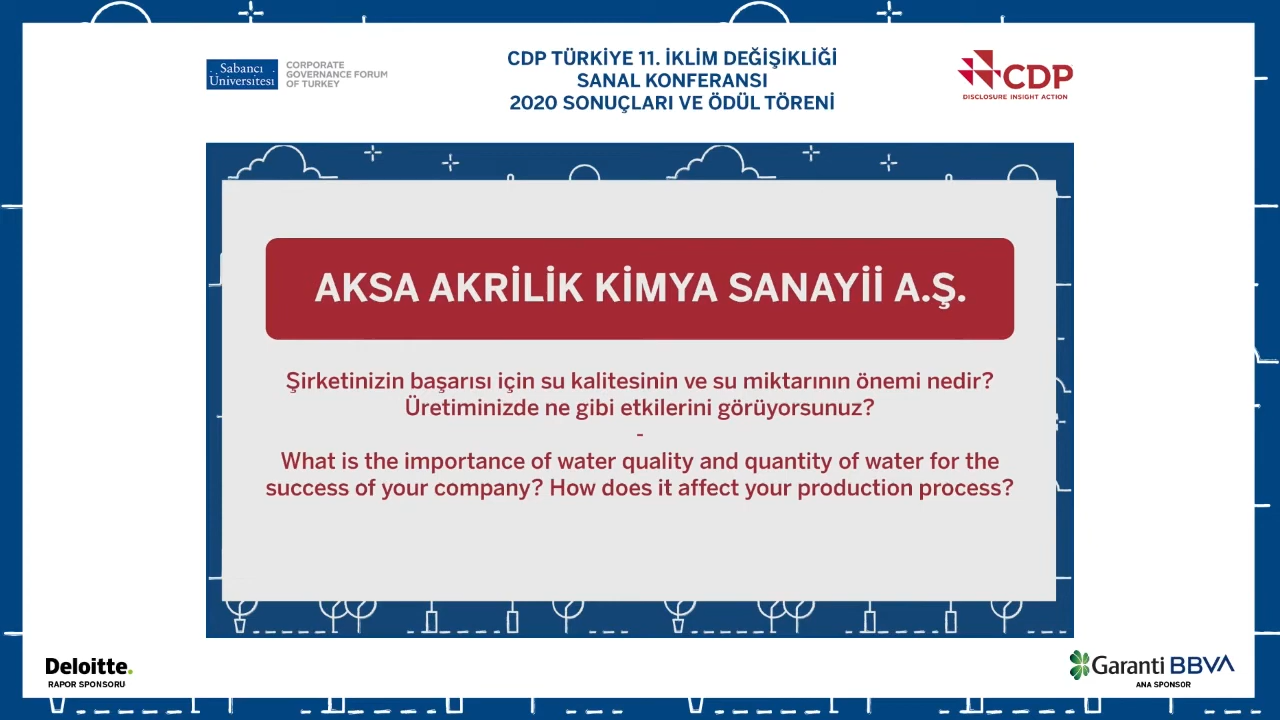 Sabancı
Üniversitesi
CORPORATE
GOVERNANCE FORUM
OF TURKEY
CDP TÜRKİYE 11. İKLİM DEĞİŞİKLİĞİ
SANAL KONFERANSI
2020 SONUÇLARI VE ÖDÜL TÖRENİ
CDP
DISCLOSURE INSIGHT ACTION
AKSA AKRİLİK KİMYA SANAYİİ A.Ş.
Şirketinizin başarısı için su kalitesinin ve su miktarının önemi nedir?
Üretiminizde ne gibi etkilerini görüyorsunuz?
-
What is the importance of water quality and quantity of water for the
success of your company? How does it affect your production process?
Deloitte.
RAPOR SPONSORU
Garanti BBVA
ANA SPONSOR